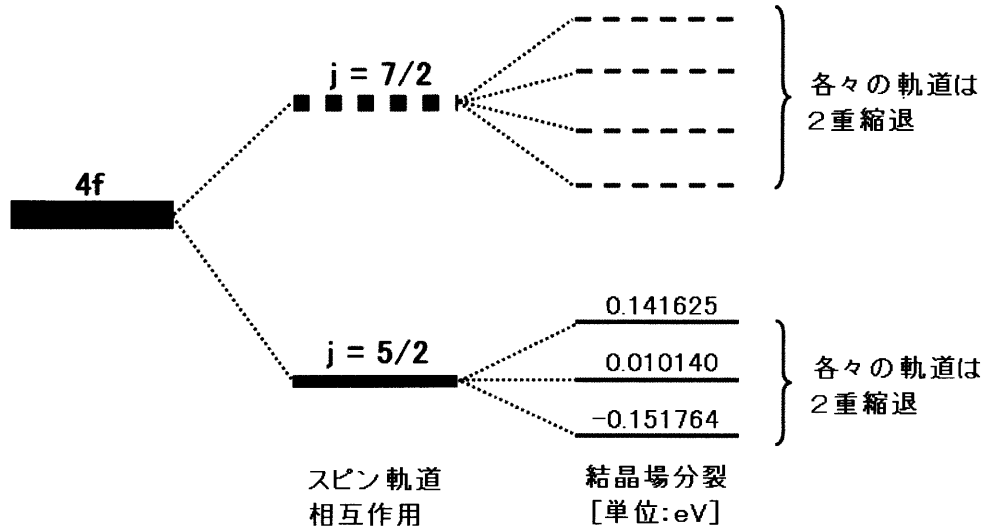 j = 7/2
各々の軌道は
2重縮退
4f
0.141625
j = 5/2
0.010140
各々の軌道は
2重縮退
-0.151764
スピン軌道
相互作用
結晶場分裂
[単位:eV]